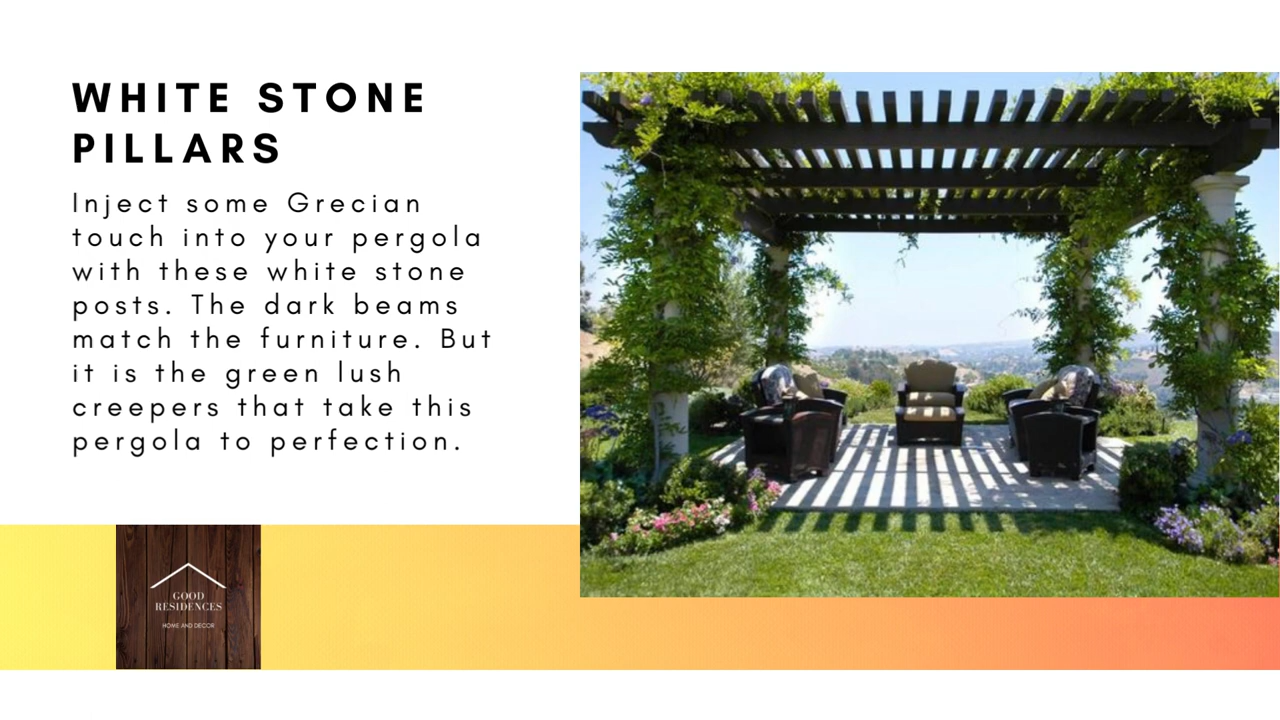 WHITE STONE
PILLARS
Inject some Grecian
touch into your pergola
with these white stone
posts. The dark beams
match the furniture. But
it is the green lush
creepers that take this
pergola to perfection.
GOOD
RESIDENCES
HOME AND DECOR